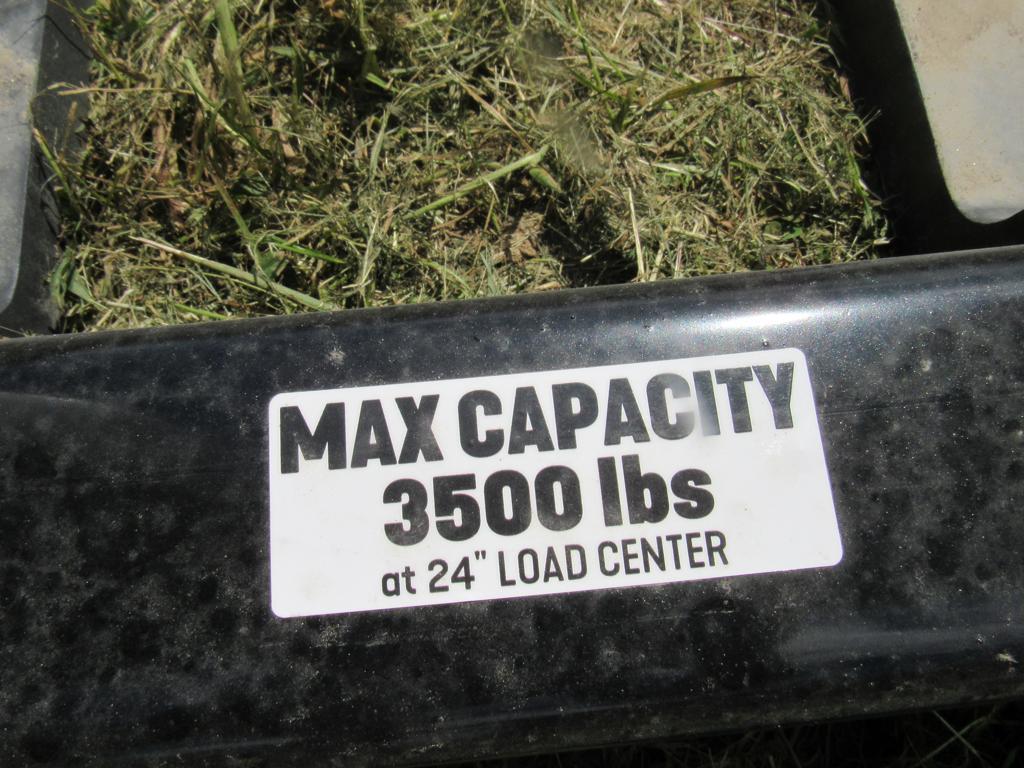 MAX CAPACITY
3500 lbs
at 24" LOAD CENTER